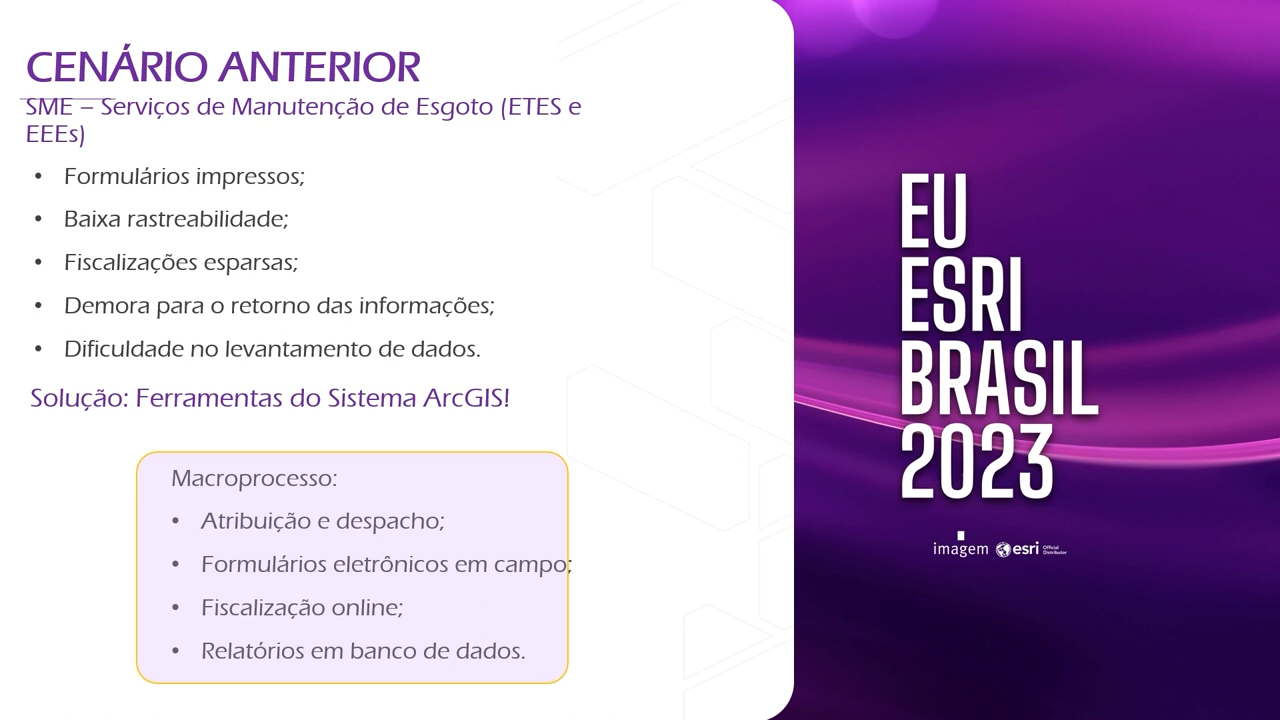 CENÁRIO ANTERIOR
SME – Serviços de Manutenção de Esgoto (ETES e
EEEs)
• Formulários impressos;
• Baixa rastreabilidade;
• Fiscalizações esparsas;
• Demora para o retorno das informações;
• Dificuldade no levantamento de dados.
Solução: Ferramentas do Sistema ArcGIS!
Macroprocesso:
• Atribuição e despacho;
• Formulários eletrônicos em campo;
• Fiscalização online;
• Relatórios em banco de dados.
EU
ESRI
BRASIL
2023
imagem esri Official
Distributor